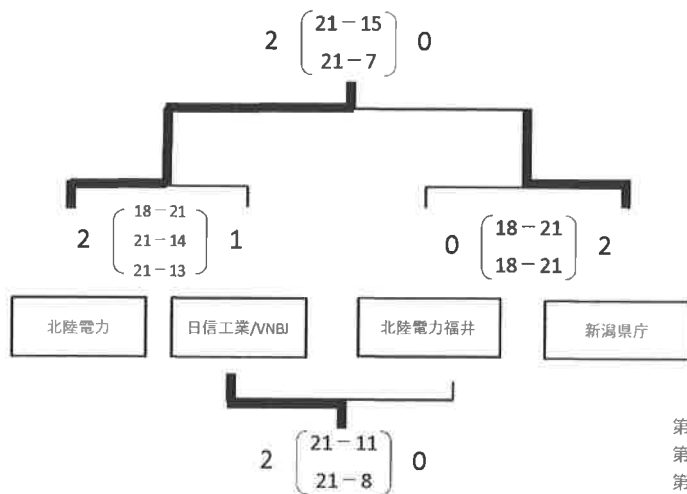 2 21－15 0
21－7
18－21
2 21－14 1
21－13
0 18－21 2
18－21
北陸電力
日信工業/VNBJ
北陸電力福井
新潟県庁
2 21－11 0
21－8
第
第
第